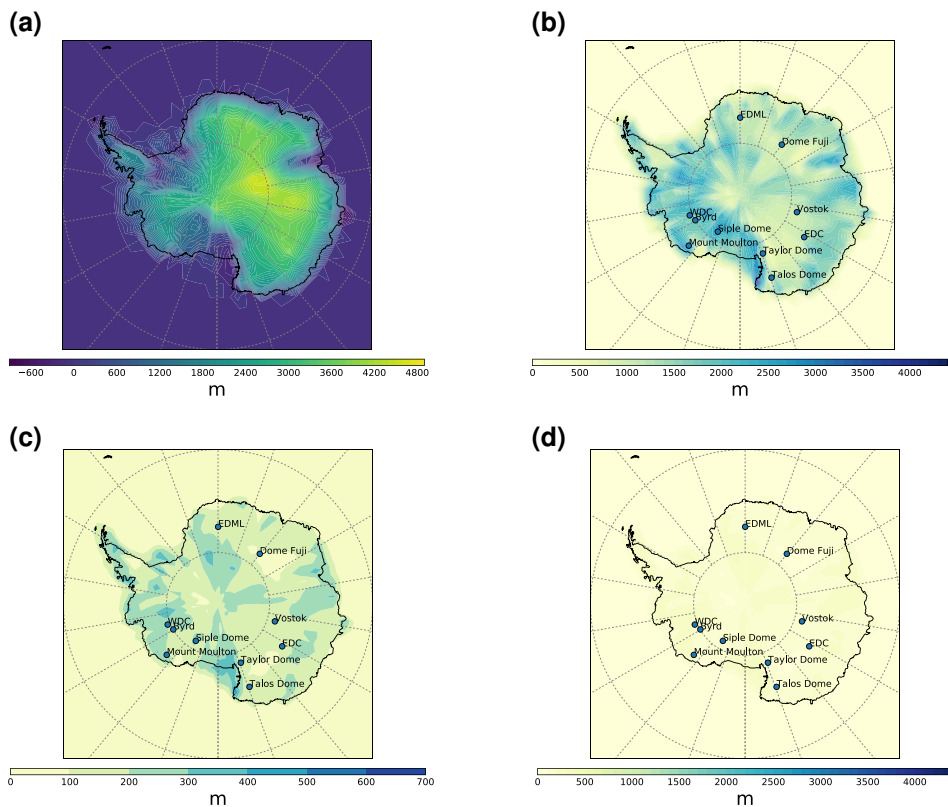 (a)
(b)
EDML
Dome Fuji
WDC
Byrd
Vostok
Siple Dome
EDC
Mount Moulton
Taylor Dome
Talos Dome
−600 0 600 1200 1800 2400 3000 3600 4200 4800
m
0 500 1000 1500 2000 2500 3000 3500 4000
m
(c)
(d)
EDML
Dome Fuji
WDC
Byrd
Vostok
Siple Dome
EDC
Mount Moulton
Taylor Dome
Talos Dome
EDML
Dome Fuji
WDC
Byrd
Vostok
Siple Dome
EDC
Mount Moulton
Taylor Dome
Talos Dome
0 100 200 300 400 500 600 700
m
0 500 1000 1500 2000 2500 3000 3500 4000
m